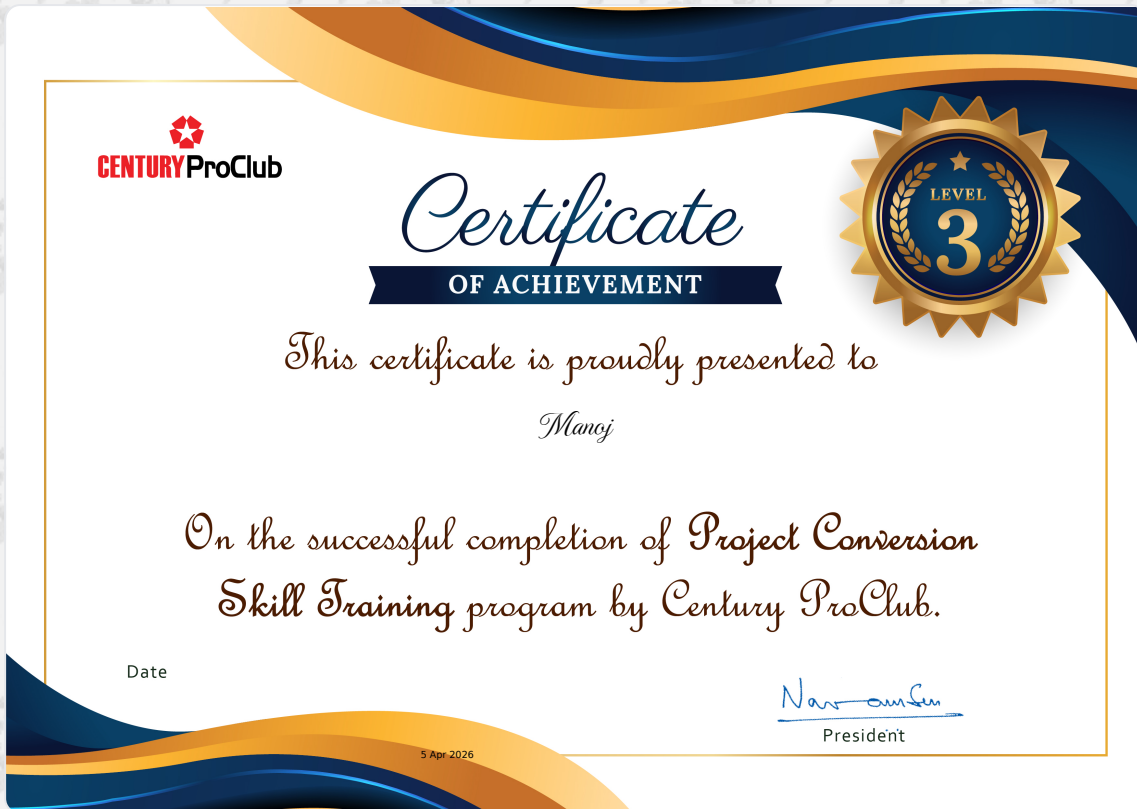 CENTURY ProClub
LEVEL
3
Certificate
OF ACHIEVEMENT
This certificate is proudly presented to
Manoj
On the successful completion of Project Conversion
Skill Training program by Century ProClub.
Date
President
5 Apr 2026